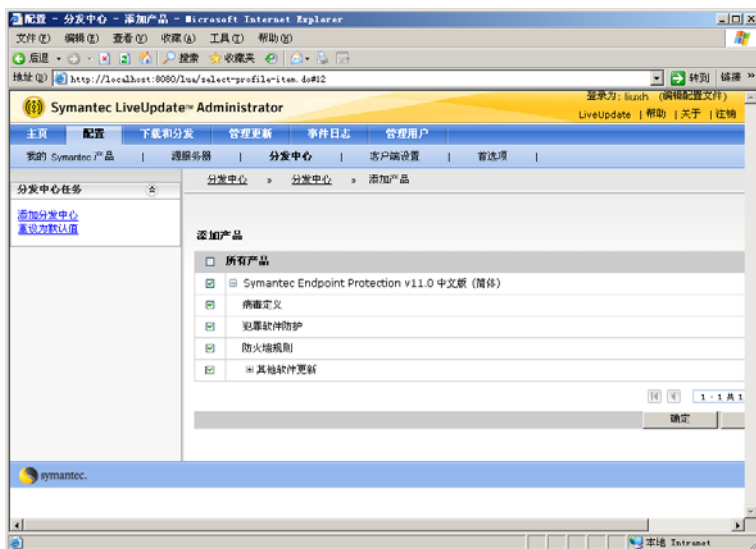 配置 - 分发中心 - 添加产品 - Microsoft Internet Explorer
文件(F) 编辑(E) 查看(V) 收藏(A) 工具(T) 帮助(H)
后退 搜索 收藏夹
地址(D) http://localhost:8080/lua/select-profile-item.do#12 转到 链接 »
Symantec LiveUpdate™ Administrator
登录为: liuxh (编辑配置文件)
LiveUpdate | 帮助 | 关于 | 注销
主页 配置 下载和分发 管理更新 事件日志 管理用户
我的 Symantec 产品 | 源服务器 | 分发中心 | 客户端设置 | 首选项 |
分发中心任务
添加分发中心
重设为默认值
分发中心 » 分发中心 » 添加产品
添加产品
所有产品
Symantec Endpoint Protection v11.0 中文版 (简体)
病毒定义
犯罪软件防护
防火墙规则
其他软件更新
1 - 1 共 1
确定
symantec.
本地 Intranet